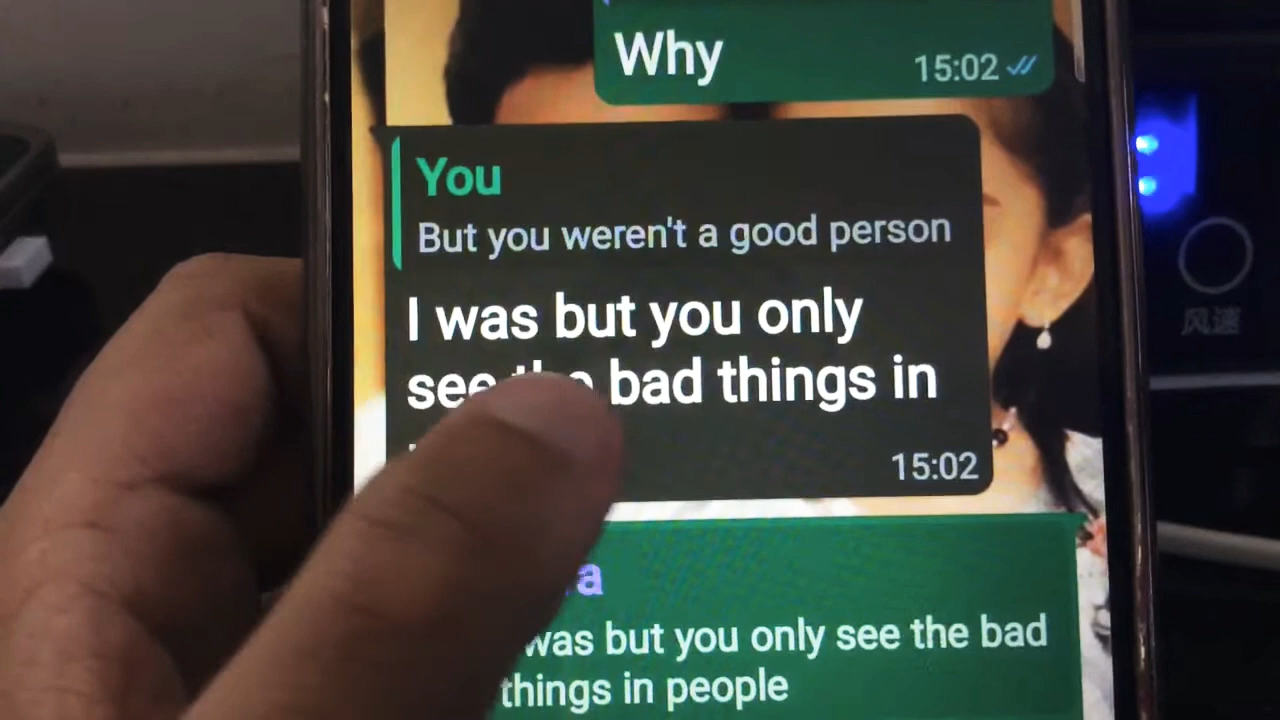 Why
15:02
You
But you weren't a good person
I was but you only
see the bad things in
15:02
a
was but you only see the bad
things in people
风速